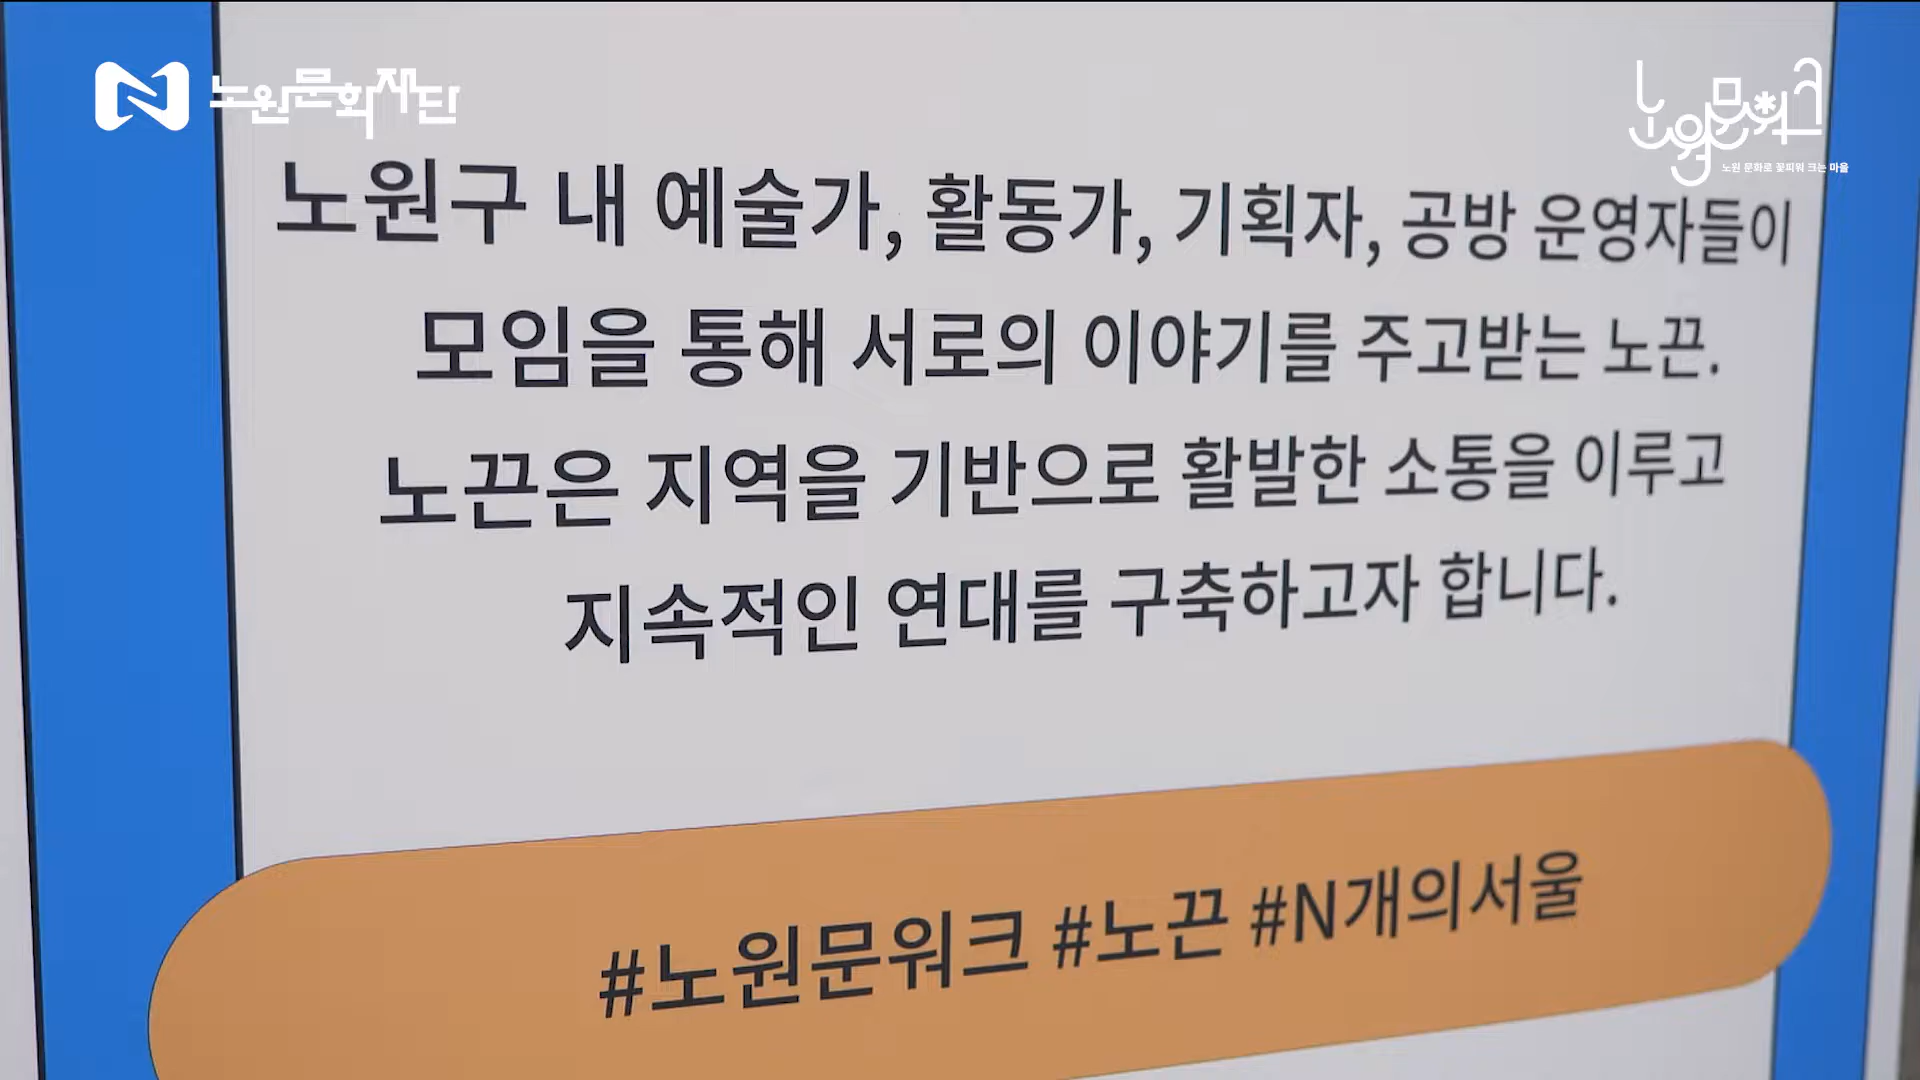 노원문화재단
노원문워크
노원 문화로 꽃피워 크는 마을
노원구 내 예술가, 활동가, 기획자, 공방 운영자들이
모임을 통해 서로의 이야기를 주고받는 노끈.
노끈은 지역을 기반으로 활발한 소통을 이루고
지속적인 연대를 구축하고자 합니다.
#노원문워크 #노끈 #N개의서울